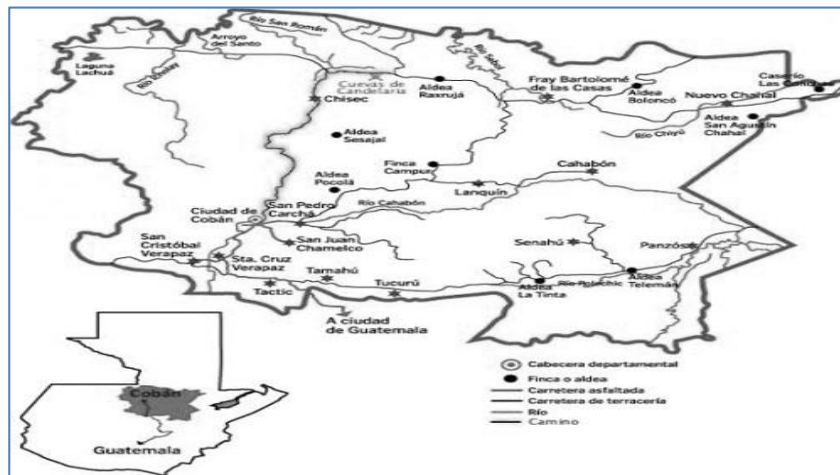 Río San Román
Arroyo
del Santo
Laguna
Lachuá
Río Sebol
Cuevas de
Candelaria
Chisec
Aldea
Raxrujá
Fray Bartolomé
de las Casas
Aldea
Boloncó
Nuevo Chahal
Caserío
Aldea
San Agustín
Chahal
Río Chiyú
Aldea
Sesajal
Aldea
Pocolá
Finca
Campur
Cahabón
Lanquín
Ciudad de
Cobán
San Pedro
Carchá
Río Cahabón
San
Cristóbal
Verapaz
San Juan
Chamelco
Sta. Cruz
Verapaz
Senahú
Panzós
Tamahú
Tactic
Tucurú
Aldea
La Tinta
Río Polochic
Aldea
Telemán
A ciudad
de Guatemala
Cobán
Guatemala
Cabecera departamental
Finca o aldea
Carretera asfaltada
Carretera de terracería
Río
Camino